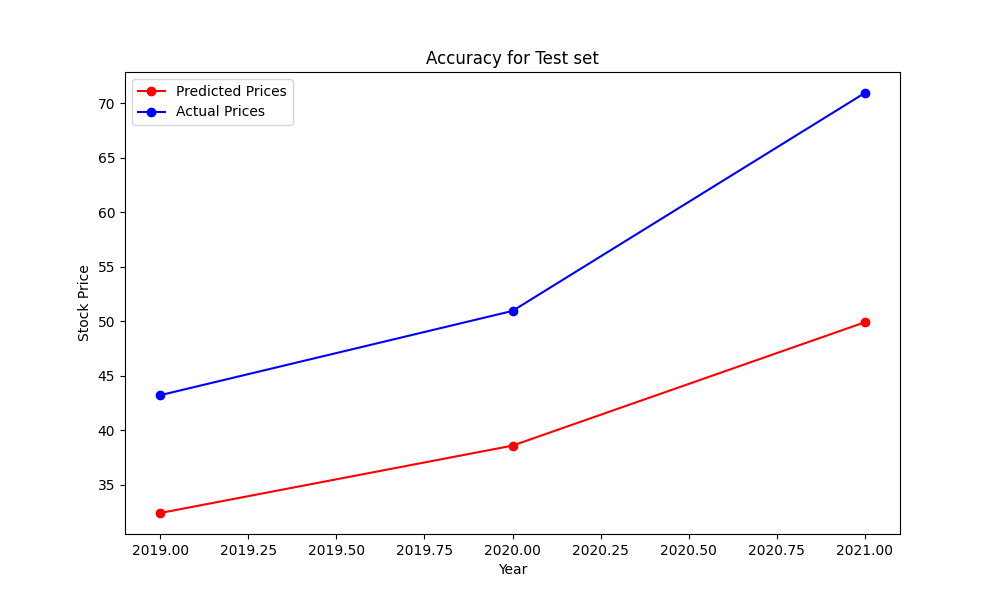 Accuracy for Test set
Predicted Prices
Actual Prices
70
65
60
55
50
45
40
35
Stock Price
2019.00 2019.25 2019.50 2019.75 2020.00 2020.25 2020.50 2020.75 2021.00
Year